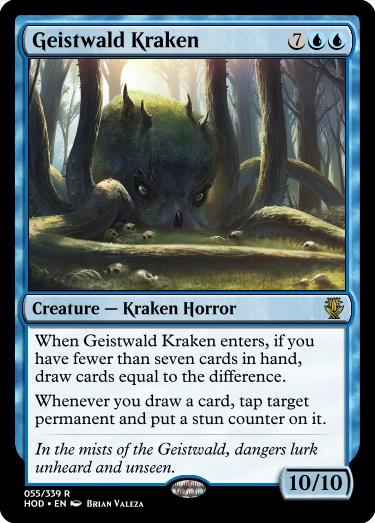 Geistwald Kraken 7
Creature — Kraken Horror
When Geistwald Kraken enters, if you
have fewer than seven cards in hand,
draw cards equal to the difference.
Whenever you draw a card, tap target
permanent and put a stun counter on it.
In the mists of the Geistwald, dangers lurk
unheard and unseen.
10/10
055/339 R
HOD • EN Brian Valeza